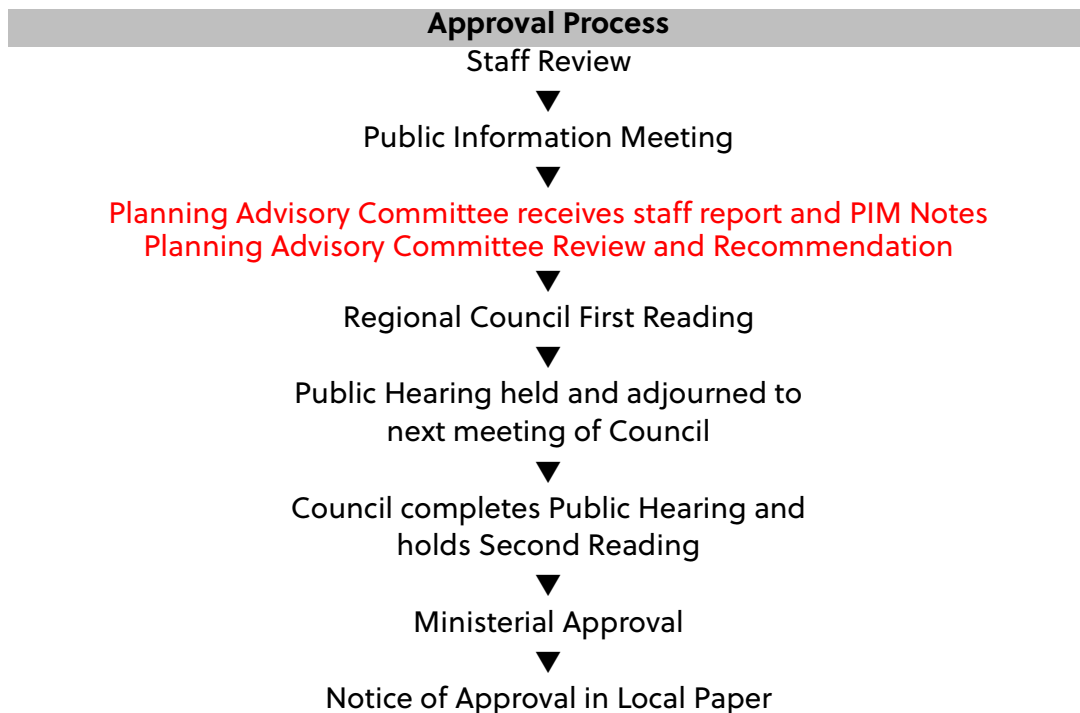 Approval Process
Staff Review
Public Information Meeting
Planning Advisory Committee receives staff report and PIM Notes
Planning Advisory Committee Review and Recommendation
Regional Council First Reading
Public Hearing held and adjourned to
next meeting of Council
Council completes Public Hearing and
holds Second Reading
Ministerial Approval
Notice of Approval in Local Paper